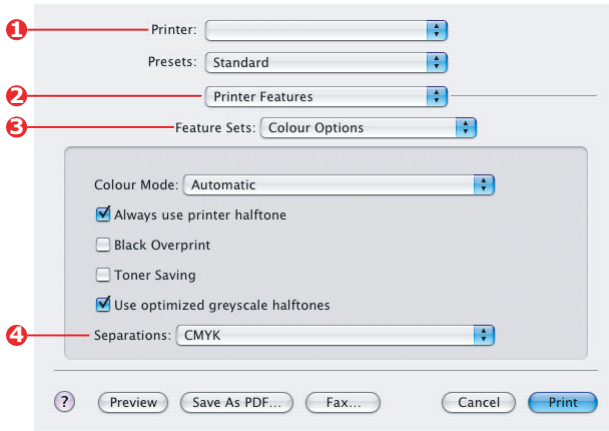 1 Printer:
Presets: Standard
2 Printer Features
3 Feature Sets: Colour Options
Colour Mode: Automatic
Always use printer halftone
Black Overprint
Toner Saving
Use optimized greyscale halftones
4 Separations: CMYK
? Preview Save As PDF... Fax... Cancel Print